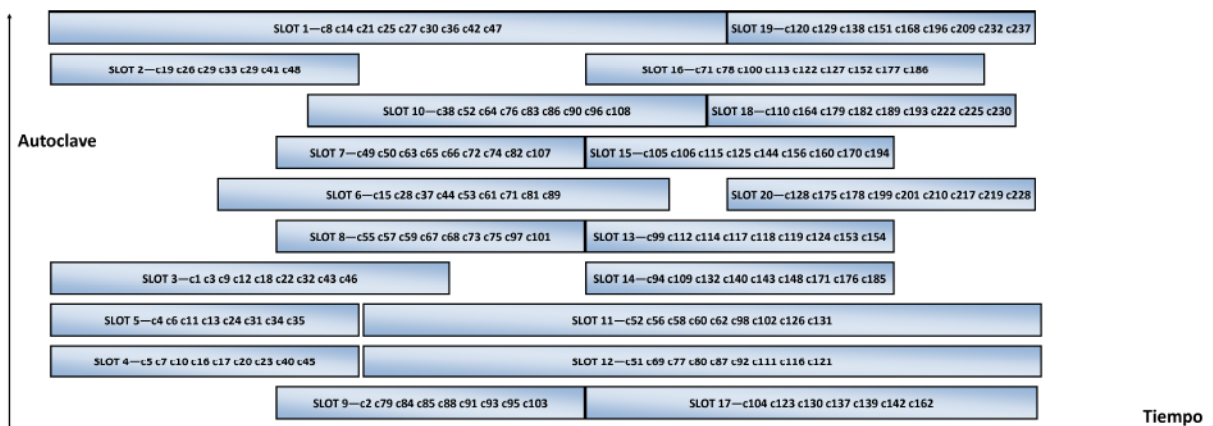 SLOT 1—c8 c14 c21 c25 c27 c30 c36 c42 c47
SLOT 19—c120 c129 c138 c151 c168 c196 c209 c232 c237
SLOT 2—c19 c26 c29 c33 c29 c41 c48
SLOT 16—c71 c78 c100 c113 c122 c127 c152 c177 c186
SLOT 10—c38 c52 c64 c76 c83 c86 c90 c96 c108
SLOT 18—c110 c164 c179 c182 c189 c193 c222 c225 c230
Autoclave
SLOT 7—c49 c50 c63 c65 c66 c72 c74 c82 c107
SLOT 15—c105 c106 c115 c125 c144 c156 c160 c170 c194
SLOT 6—c15 c28 c37 c44 c53 c61 c71 c81 c89
SLOT 20—c128 c175 c178 c199 c201 c210 c217 c219 c228
SLOT 8—c55 c57 c59 c67 c68 c73 c75 c97 c101
SLOT 13—c99 c112 c114 c117 c118 c119 c124 c153 c154
SLOT 3—c1 c3 c9 c12 c18 c22 c32 c43 c46
SLOT 14—c94 c109 c132 c140 c143 c148 c171 c176 c185
SLOT 5—c4 c6 c11 c13 c24 c31 c34 c35
SLOT 11—c52 c56 c58 c60 c62 c98 c102 c126 c131
SLOT 4—c5 c7 c10 c16 c17 c20 c23 c40 c45
SLOT 12—c51 c69 c77 c80 c87 c92 c111 c116 c121
SLOT 9—c2 c79 c84 c85 c88 c91 c93 c95 c103
SLOT 17—c104 c123 c130 c137 c139 c142 c162
Tiempo